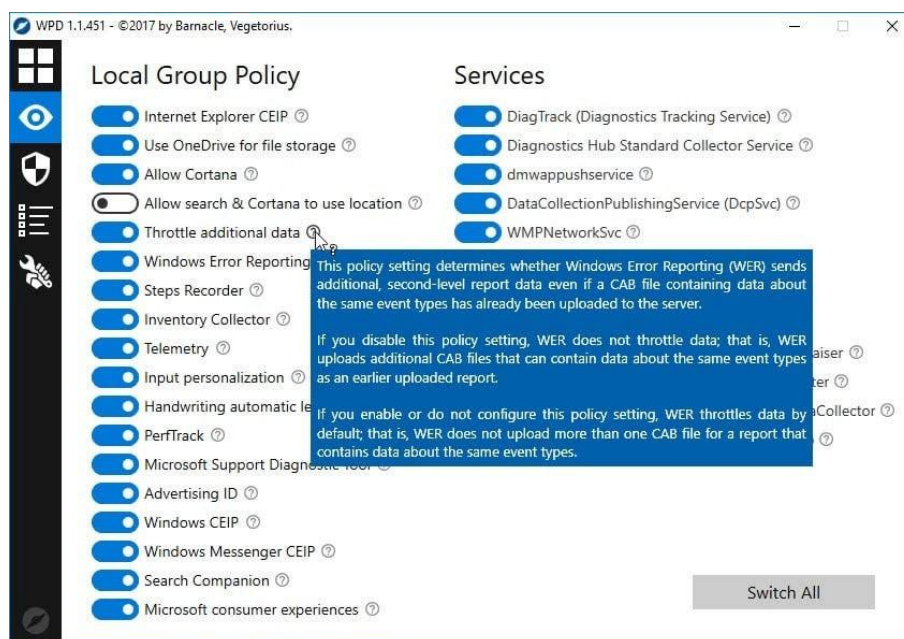 WPD 1.1.451 - ©2017 by Barnacle, Vegetorius.
Local Group Policy
Internet Explorer CEIP
Use OneDrive for file storage
Allow Cortana
Allow search & Cortana to use location
Throttle additional data
Windows Error Reporting
Steps Recorder
Inventory Collector
Telemetry
Input personalization
Handwriting automatic le
PerfTrack
Microsoft Support Diagnostic Tool
Advertising ID
Windows CEIP
Windows Messenger CEIP
Search Companion
Microsoft consumer experiences
Services
DiagTrack (Diagnostics Tracking Service)
Diagnostics Hub Standard Collector Service
dmwappushservice
DataCollectionPublishingService (DcpSvc)
WMPNetworkSvc
This policy setting determines whether Windows Error Reporting (WER) sends
additional, second-level report data even if a CAB file containing data about
the same event types has already been uploaded to the server.
If you disable this policy setting, WER does not throttle data; that is, WER
uploads additional CAB files that can contain data about the same event types
as an earlier uploaded report.
If you enable or do not configure this policy setting, WER throttles data by
default; that is, WER does not upload more than one CAB file for a report that
contains data about the same event types.
aiser
ter
aCollector
Switch All